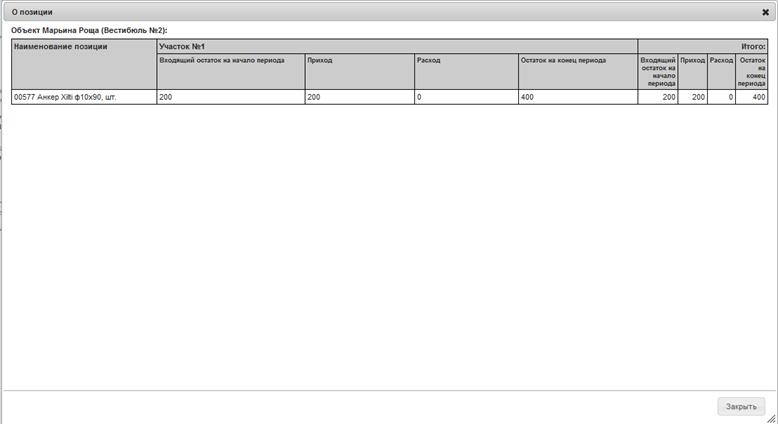 О позиции
Объект Марьина Роща (Вестибюль №2):
Наименование позиции Участок №1 Итого:
Входящий остаток на начало периода Приход Расход Остаток на конец периода Входящий остаток на начало периода Приход Расход Остаток на конец периода
00577 Анкер Xilti ф10х90, шт. 200 200 0 400 200 200 0 400
Закрыть